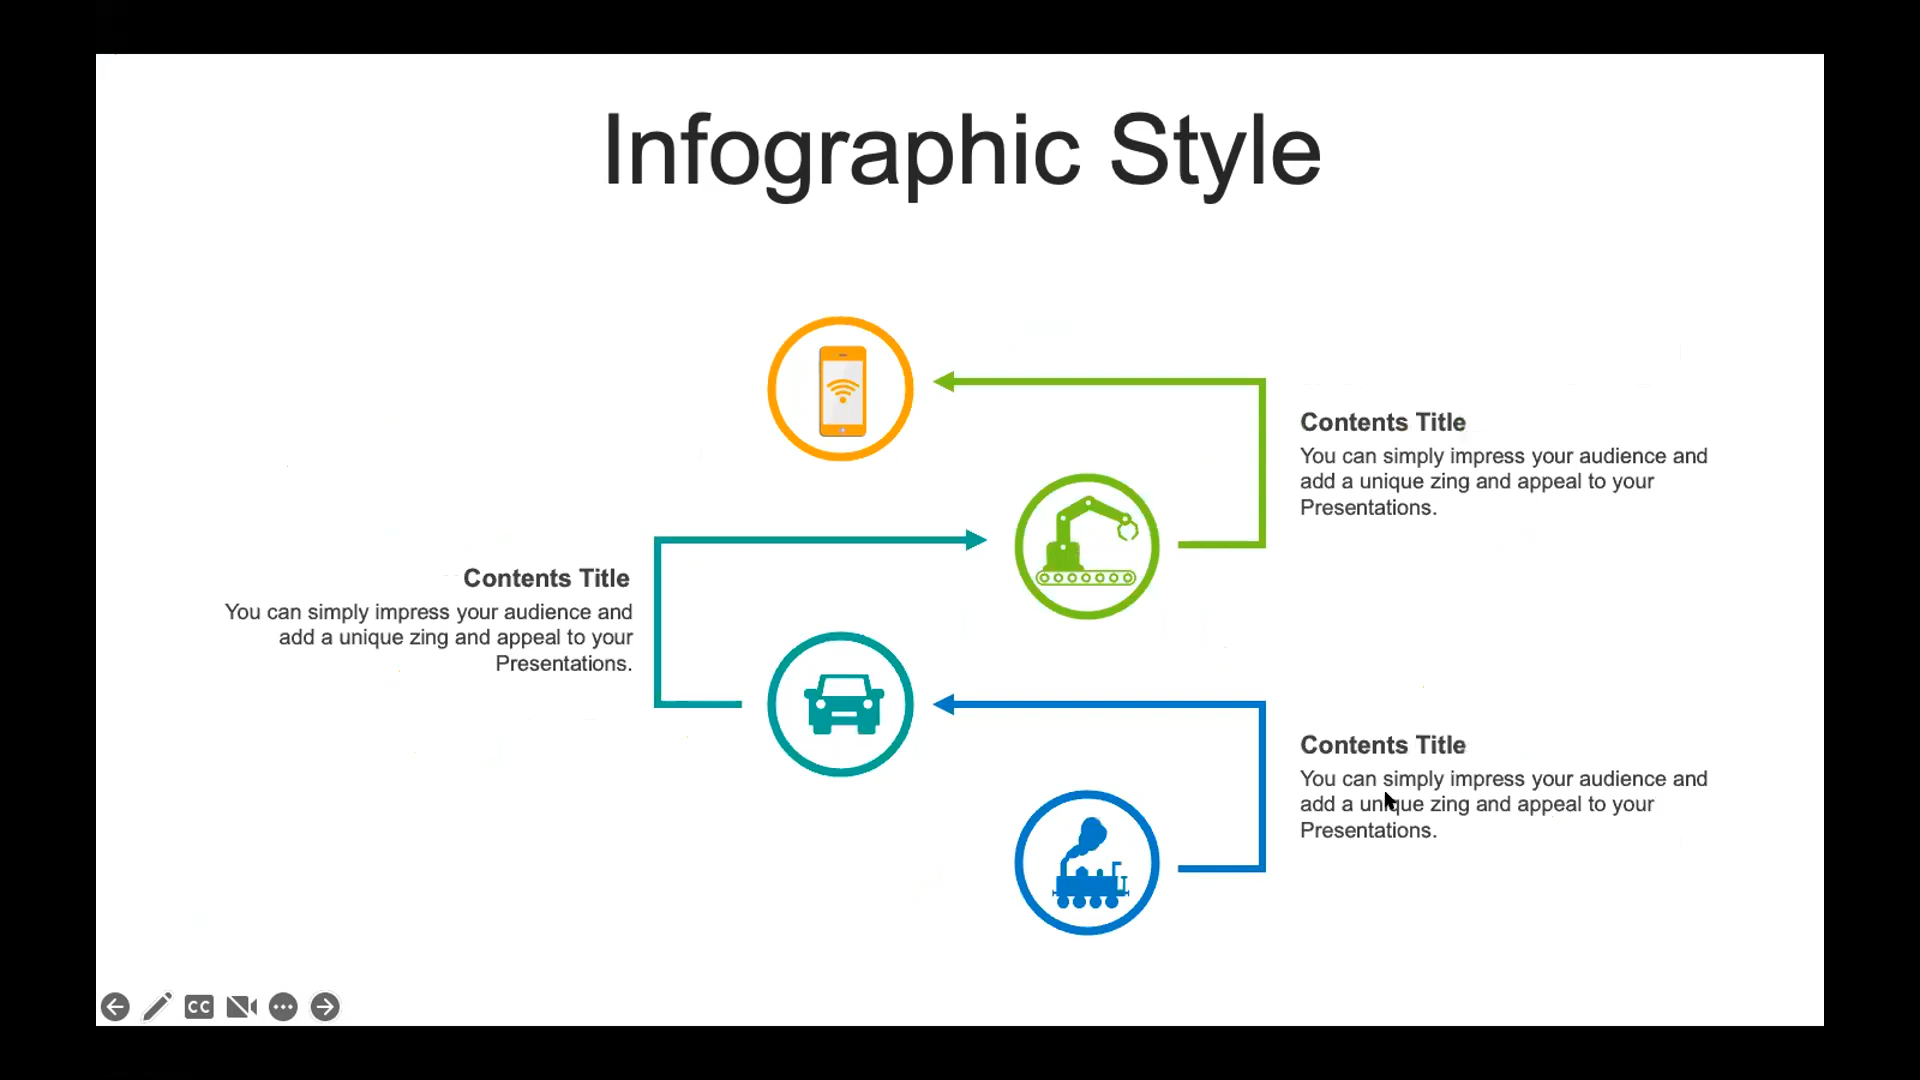 Infographic Style
Contents Title
You can simply impress your audience and
add a unique zing and appeal to your
Presentations.
Contents Title
You can simply impress your audience and
add a unique zing and appeal to your
Presentations.
Contents Title
You can simply impress your audience and
add a unique zing and appeal to your
Presentations.
CC